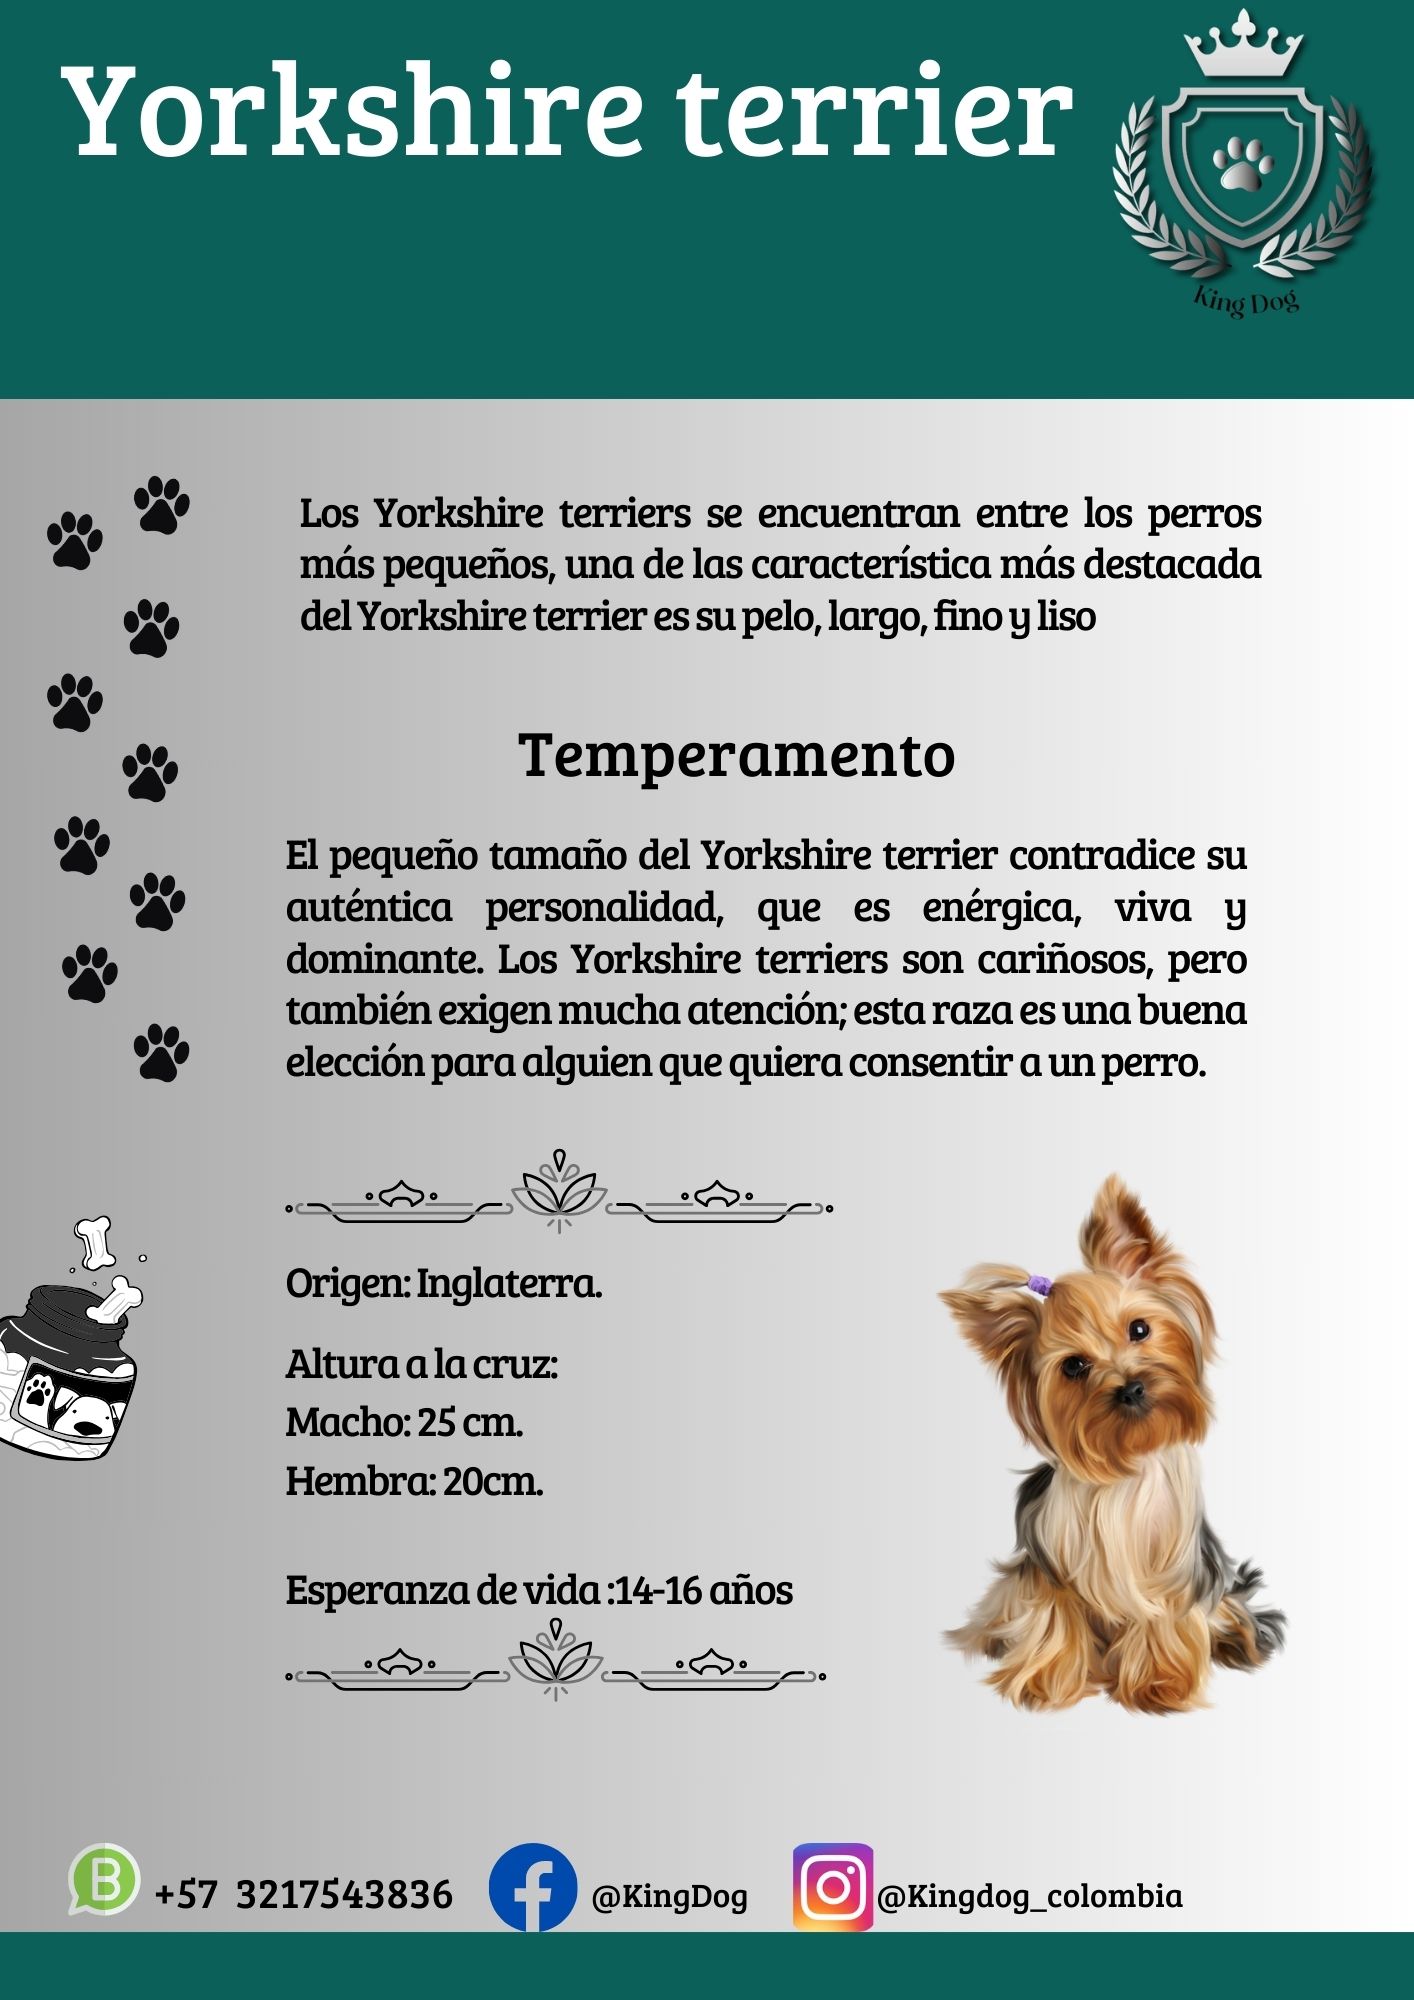 Yorkshire terrier
King Dog
Los Yorkshire terriers se encuentran entre los perros
más pequeños, una de las característica más destacada
del Yorkshire terrier es su pelo, largo, fino y liso
Temperamento
El pequeño tamaño del Yorkshire terrier contradice su
auténtica personalidad, que es enérgica, viva y
dominante. Los Yorkshire terriers son cariñosos, pero
también exigen mucha atención; esta raza es una buena
elección para alguien que quiera consentir a un perro.
Origen: Inglaterra.
Altura a la cruz:
Macho: 25 cm.
Hembra: 20cm.
Esperanza de vida :14-16 años
B
+57 3217543836
@KingDog
@Kingdog_colombia